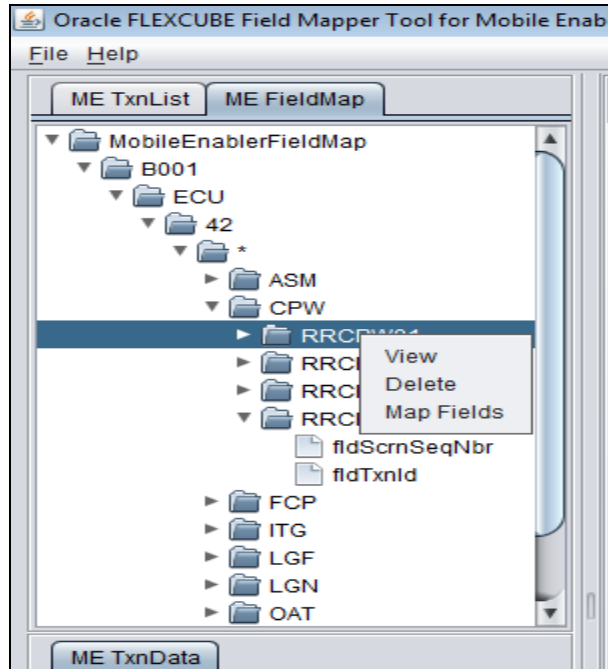 Oracle FLEXCUBE Field Mapper Tool for Mobile Enab
File Help
ME TxnList ME FieldMap
MobileEnablerFieldMap
B001
ECU
42
*
ASM
CPW
View
Delete
Map Fields
fldScrnSeqNbr
fldTxnId
FCP
ITG
LGF
LGN
OAT
ME TxnData